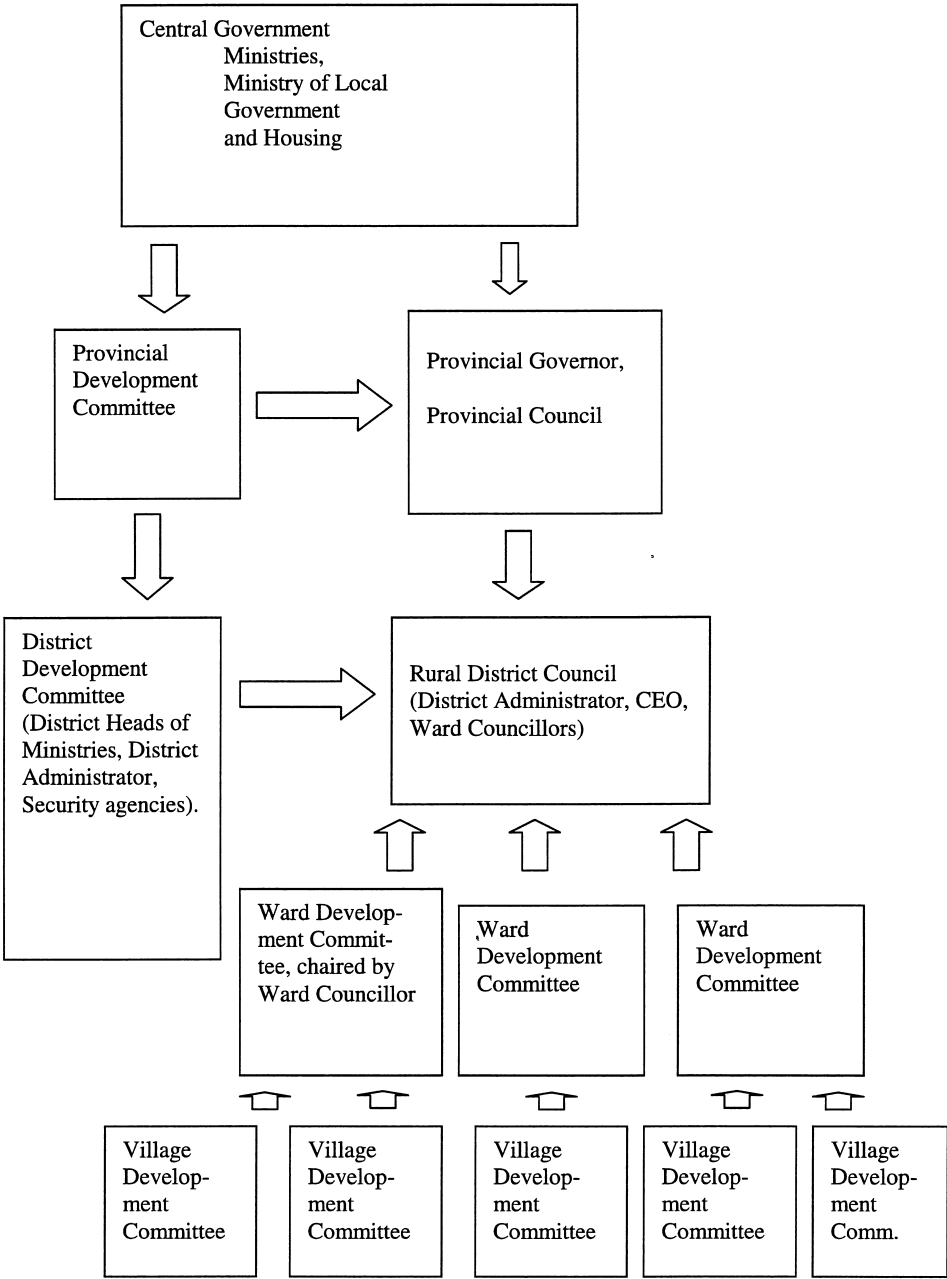 Central Government
Ministries,
Ministry of Local
Government
and Housing
Provincial
Development
Committee
Provincial Governor,
Provincial Council
District
Development
Committee
(District Heads of
Ministries, District
Administrator,
Security agencies).
Rural District Council
(District Administrator, CEO,
Ward Councillors)
Ward Develop-
ment Commit-
tee, chaired by
Ward Councillor
Ward
Development
Committee
Ward
Development
Committee
Village
Develop-
ment
Committee
Village
Develop-
ment
Committee
Village
Develop-
ment
Committee
Village
Develop-
ment
Committee
Village
Develop-
ment
Comm.